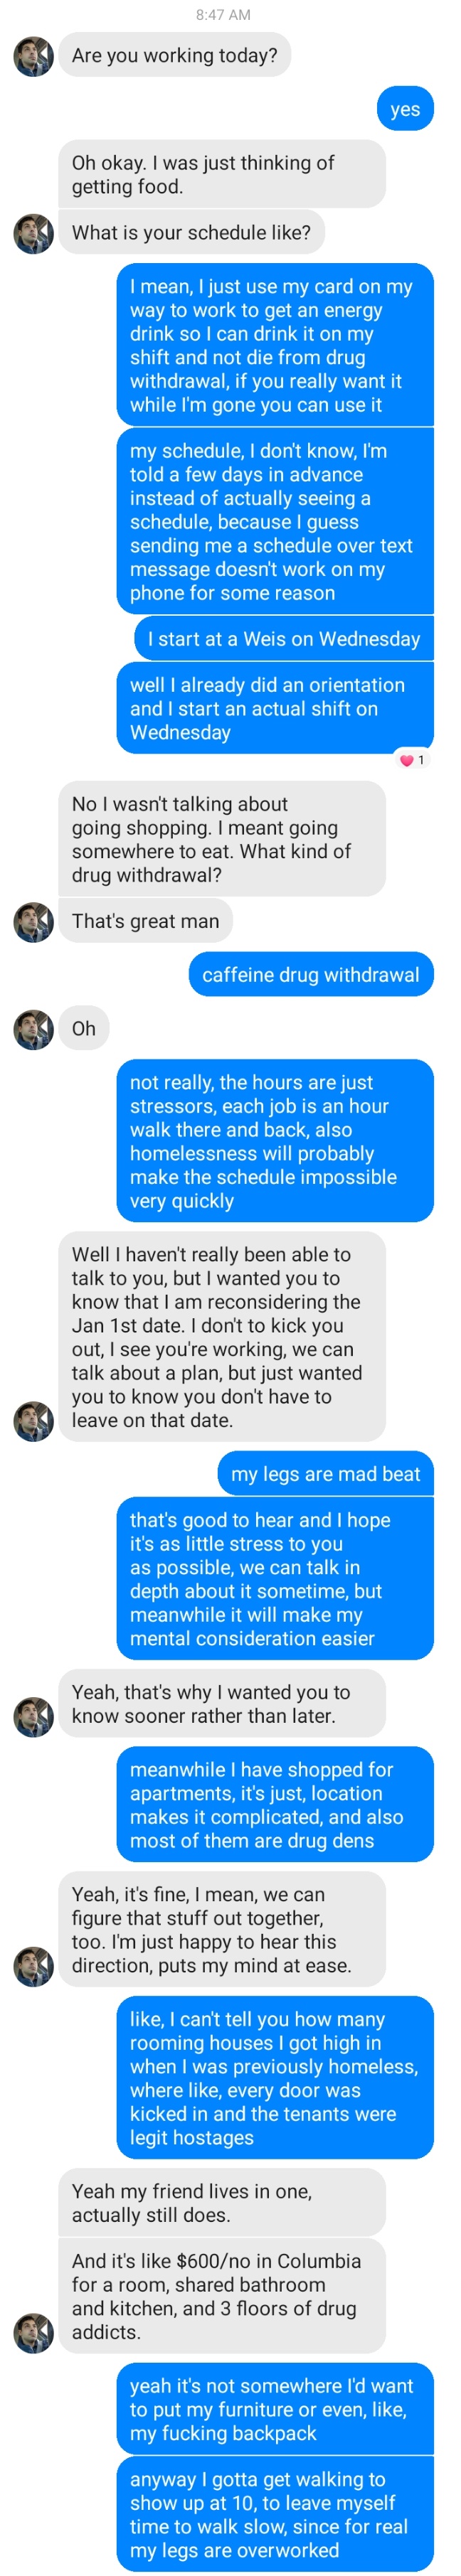 8:47 AM
Are you working today?
yes
Oh okay. I was just thinking of
getting food.
What is your schedule like?
I mean, I just use my card on my
way to work to get an energy
drink so I can drink it on my
shift and not die from drug
withdrawal, if you really want it
while I'm gone you can use it
my schedule, I don't know, I'm
told a few days in advance
instead of actually seeing a
schedule, because I guess
sending me a schedule over text
message doesn't work on my
phone for some reason
I start at a Weis on Wednesday
well I already did an orientation
and I start an actual shift on
Wednesday
1
No I wasn't talking about
going shopping. I meant going
somewhere to eat. What kind of
drug withdrawal?
That's great man
caffeine drug withdrawal
Oh
not really, the hours are just
stressors, each job is an hour
walk there and back, also
homelessness will probably
make the schedule impossible
very quickly
Well I haven't really been able to
talk to you, but I wanted you to
know that I am reconsidering the
Jan 1st date. I don't to kick you
out, I see you're working, we can
talk about a plan, but just wanted
you to know you don't have to
leave on that date.
my legs are mad beat
that's good to hear and I hope
it's as little stress to you
as possible, we can talk in
depth about it sometime, but
meanwhile it will make my
mental consideration easier
Yeah, that's why I wanted you to
know sooner rather than later.
meanwhile I have shopped for
apartments, it's just, location
makes it complicated, and also
most of them are drug dens
Yeah, it's fine, I mean, we can
figure that stuff out together,
too. I'm just happy to hear this
direction, puts my mind at ease.
like, I can't tell you how many
rooming houses I got high in
when I was previously homeless,
where like, every door was
kicked in and the tenants were
legit hostages
Yeah my friend lives in one,
actually still does.
And it's like $600/no in Columbia
for a room, shared bathroom
and kitchen, and 3 floors of drug
addicts.
yeah it's not somewhere I'd want
to put my furniture or even, like,
my fucking backpack
anyway I gotta get walking to
show up at 10, to leave myself
time to walk slow, since for real
my legs are overworked